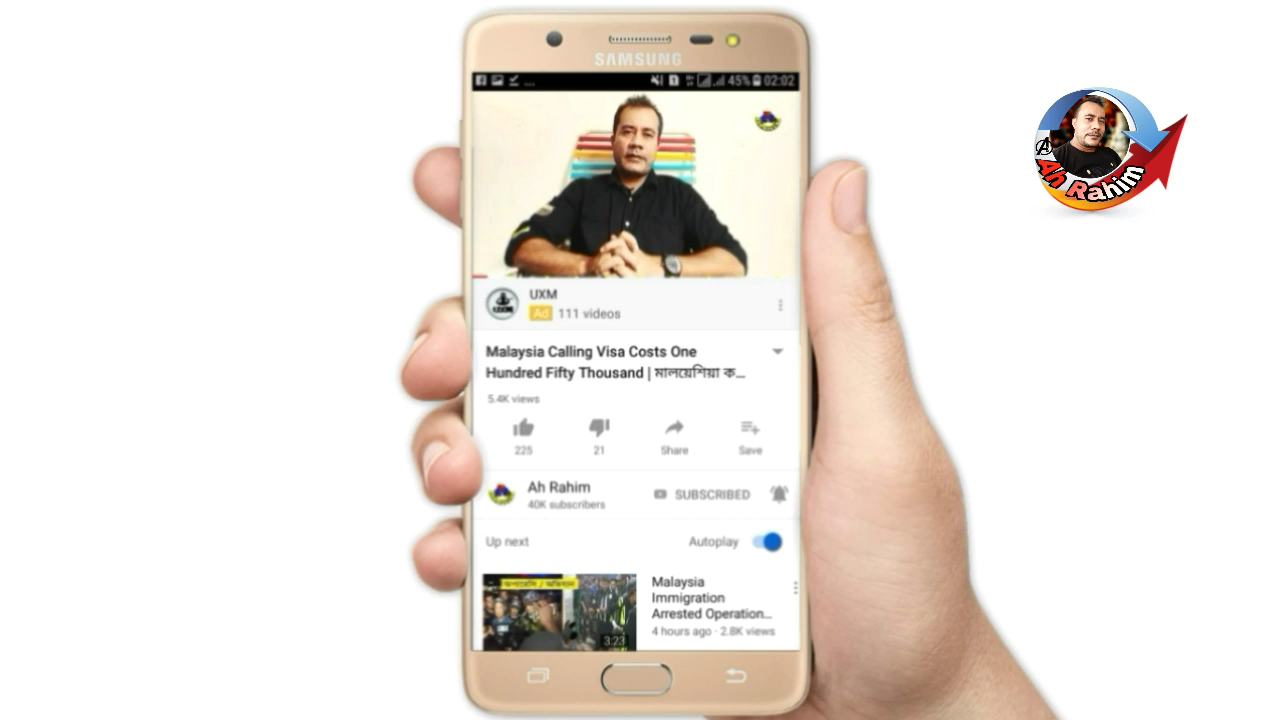 SAMSUNG
45% 02:02
UXM
Ad 111 videos
Malaysia Calling Visa Costs One
Hundred Fifty Thousand | মালয়েশিয়া ক...
5.4K views
225 21 Share Save
Ah Rahim SUBSCRIBED
40K subscribers
Up next Autoplay
অপারেসি / অভিযান
Malaysia
Immigration
Arrested Operation...
4 hours ago · 2.8K views
3:23
A
Ah Rahim